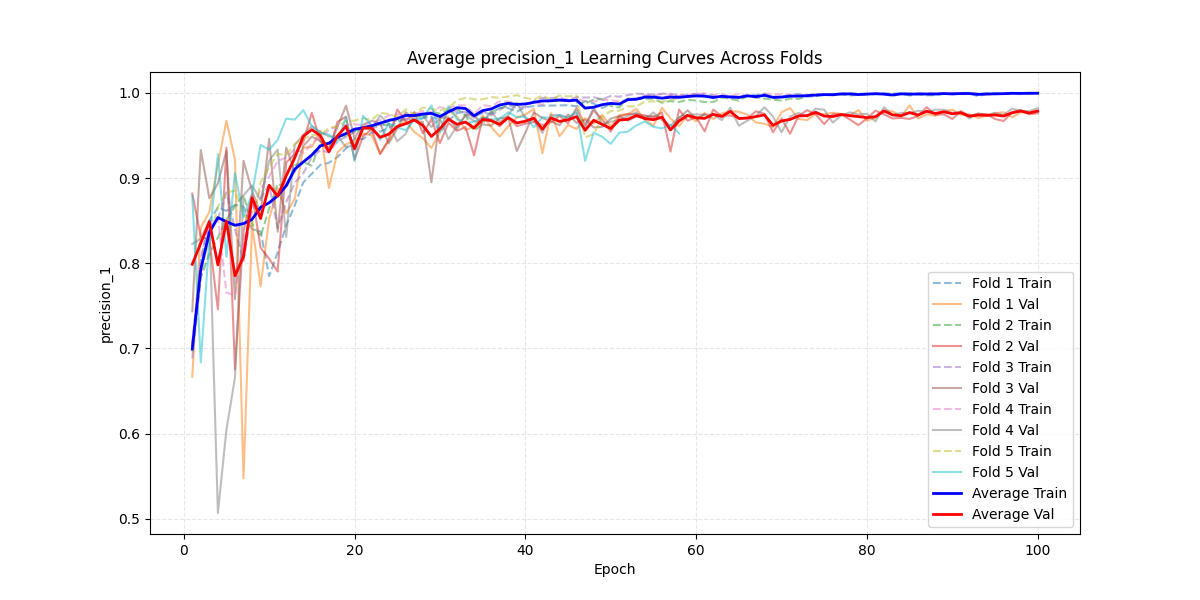 Average precision_1 Learning Curves Across Folds
1.0
0.9
0.8
0.7
0.6
0.5
precision_1
0 20 40 60 80 100
Epoch
Fold 1 Train
Fold 1 Val
Fold 2 Train
Fold 2 Val
Fold 3 Train
Fold 3 Val
Fold 4 Train
Fold 4 Val
Fold 5 Train
Fold 5 Val
Average Train
Average Val